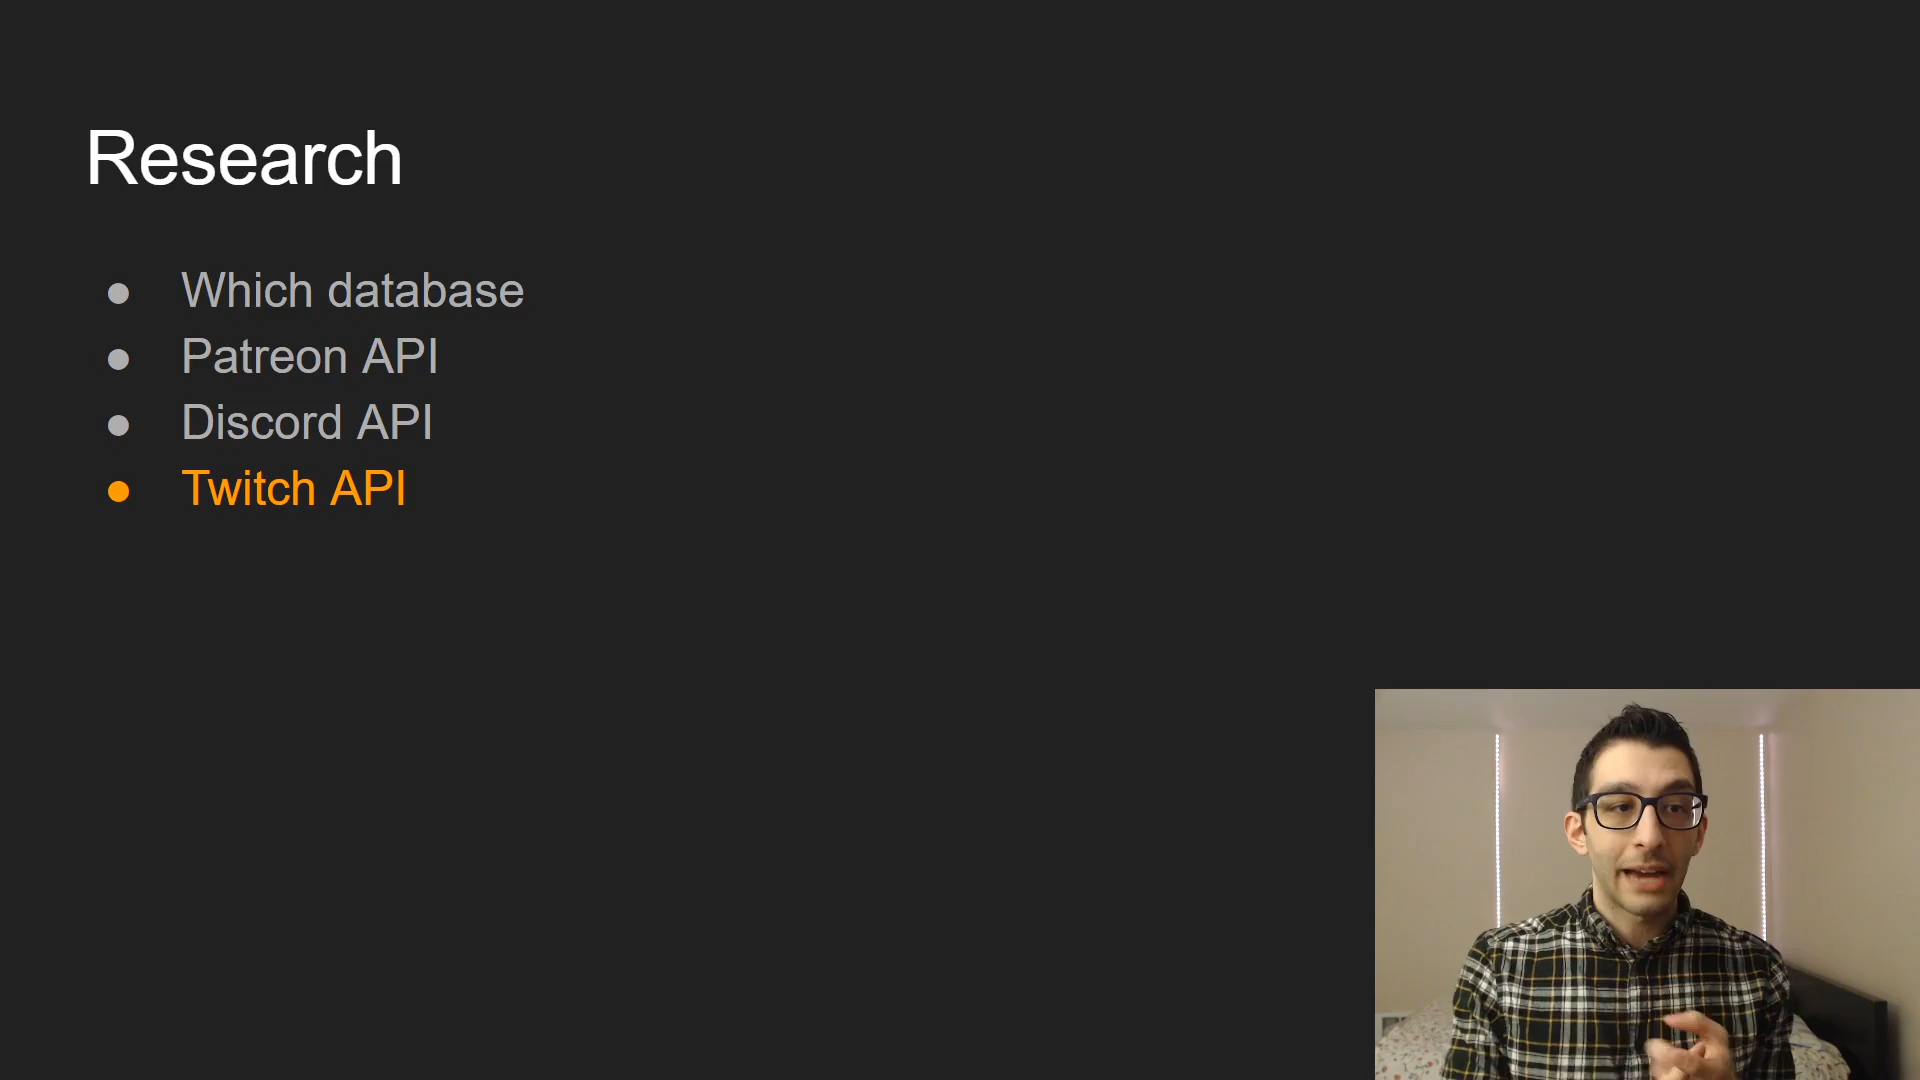 Research
● Which database
● Patreon API
● Discord API
● Twitch API